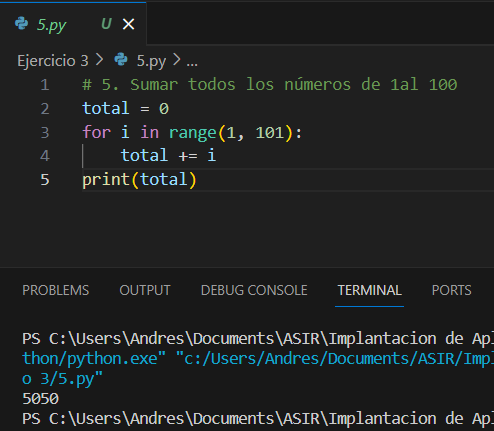 5.py U
Ejercicio 3 > 5.py > ...
1 # 5. Sumar todos los números de 1al 100
2 total = 0
3 for i in range(1, 101):
4 total += i
5 print(total)
PROBLEMS OUTPUT DEBUG CONSOLE TERMINAL PORTS
PS C:\Users\Andres\Documents\ASIR\Implantacion de Apl
thon/python.exe" "c:/Users/Andres/Documents/ASIR/Impl
o 3/5.py"
5050
PS C:\Users\Andres\Documents\ASIR\Implantacion de Apl